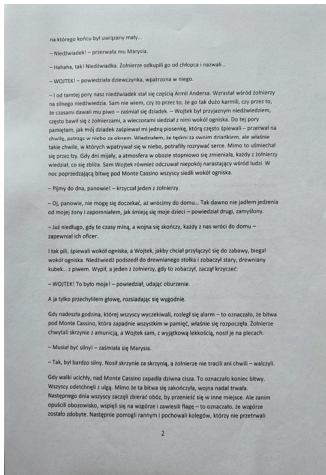 na którego końcu był uwiązany mały...
– Niedźwiadek! – przerwała mu Marysia.
– Hahaha, tak! Niedźwiadka. Żołnierze odkupili go od chłopca i nazwali...
– WOJTEK! – powiedziała dziewczynka, wpatrzona w niego.
– I od tamtej pory nasz niedźwiadek stał się częścią Armii Andersa. Wzrastał wśród żołnierzy
na silnego niedźwiedzia. Sam nie wiem, czy to przez to, że go tak dużo karmili, czy przez to,
że czasami dawali mu piwo – zaśmiał się dziadek. – Wojtek był przyjaznym niedźwiedziem,
często bawił się z żołnierzami, a wieczorami siedział z nimi wokół ogniska. Do tej pory
pamiętam, jak mój dziadek zaśpiewał mi jedną piosenkę, którą często śpiewali – przerwał na
chwilę, patrząc w niebo za oknem. Wiedziałem, że tęskni za swoim dziadkiem, ale właśnie
takie chwile, w których wpatrywał się w niebo, potrafiły rozrywać serce. Mimo to uśmiechał
się przez łzy. Gdy dni mijały, a atmosfera w obozie stopniowo się zmieniała, każdy z żołnierzy
wiedział, co się zbliża. Sam Wojtek również odczuwał niepokój narastający wśród ludzi. W
noc poprzedzającą bitwę pod Monte Cassino wszyscy siedli wokół ogniska.
– Pijmy do dna, panowie! – krzyczał jeden z żołnierzy.
– Oj, panowie, nie mogę się doczekać, aż wrócimy do domu... Tak dawno nie jadłem jedzenia
od mojej żony i zapomniałem, jak śmieją się moje dzieci – powiedział drugi, zamyślony.
– Już niedługo, gdy te czasy miną, a wojna się skończy, każdy z nas wróci do domu –
zapewniał ich oficer.
I tak pili, śpiewali wokół ogniska, a Wojtek, jakby chciał przyłączyć się do zabawy, biegał
wokół ogniska. Niedźwiedź podszedł do drewnianego stołka i zobaczył stary, drewniany
kubek... z piwem. Wypił, a jeden z żołnierzy, gdy to zobaczył, zaczął krzyczeć:
– WOJTEK! To było moje! – powiedział, udając oburzenie.
A ja tylko przechyliłem głowę, rozsiadając się wygodnie.
Gdy nadeszła godzina, której wszyscy wyczekiwali, rozległ się alarm – to oznaczało, że bitwa
pod Monte Cassino, która zapadnie wszystkim w pamięć, właśnie się rozpoczęła. Żołnierze
chwytali skrzynie z amunicją, a Wojtek sam, z wyjątkową lekkością, nosił je na plecach.
– Musiał być silny! – zaśmiała się Marysia.
– Tak, był bardzo silny. Nosił skrzynie za skrzynią, a żołnierze nie tracili ani chwili – walczyli.
Gdy walki ucichły, nad Monte Cassino zapadła dziwna cisza. To oznaczało koniec bitwy.
Wszyscy odetchnęli z ulgą. Mimo że ta bitwa się zakończyła, wojna nadal trwała.
Następnego dnia wszyscy zaczęli zbierać obóz, by przenieść się w inne miejsce. Ale zanim
opuścili obozowisko, wspięli się na wzgórze i zawiesili flagę – to oznaczało, że wzgórze
zostało zdobyte. Następnie pomogli rannym i pochowali kolegów, którzy nie przetrwali
2